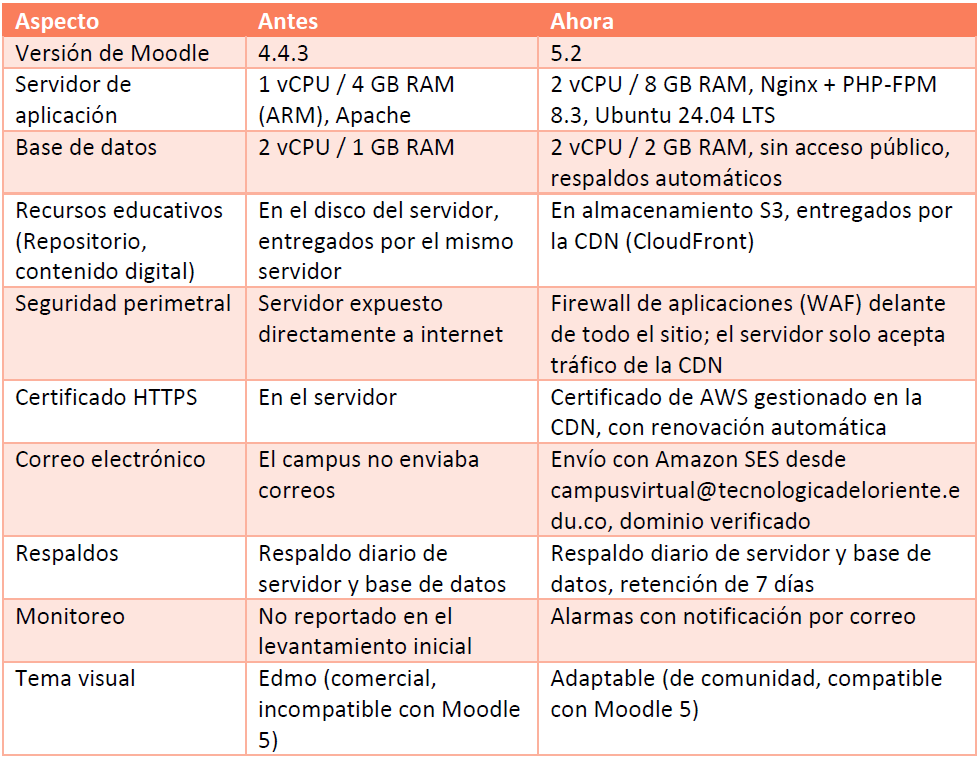 Aspecto Antes Ahora
Versión de Moodle 4.4.3 5.2
Servidor de aplicación 1 vCPU / 4 GB RAM (ARM), Apache 2 vCPU / 8 GB RAM, Nginx + PHP-FPM 8.3, Ubuntu 24.04 LTS
Base de datos 2 vCPU / 1 GB RAM 2 vCPU / 2 GB RAM, sin acceso público, respaldos automáticos
Recursos educativos (Repositorio, contenido digital) En el disco del servidor, entregados por el mismo servidor En almacenamiento S3, entregados por la CDN (CloudFront)
Seguridad perimetral Servidor expuesto directamente a internet Firewall de aplicaciones (WAF) delante de todo el sitio; el servidor solo acepta tráfico de la CDN
Certificado HTTPS En el servidor Certificado de AWS gestionado en la CDN, con renovación automática
Correo electrónico El campus no enviaba correos Envío con Amazon SES desde campusvirtual@tecnologicadeloriente.edu.co, dominio verificado
Respaldos Respaldo diario de servidor y base de datos Respaldo diario de servidor y base de datos, retención de 7 días
Monitoreo No reportado en el levantamiento inicial Alarmas con notificación por correo
Tema visual Edmo (comercial, incompatible con Moodle 5) Adaptable (de comunidad, compatible con Moodle 5)